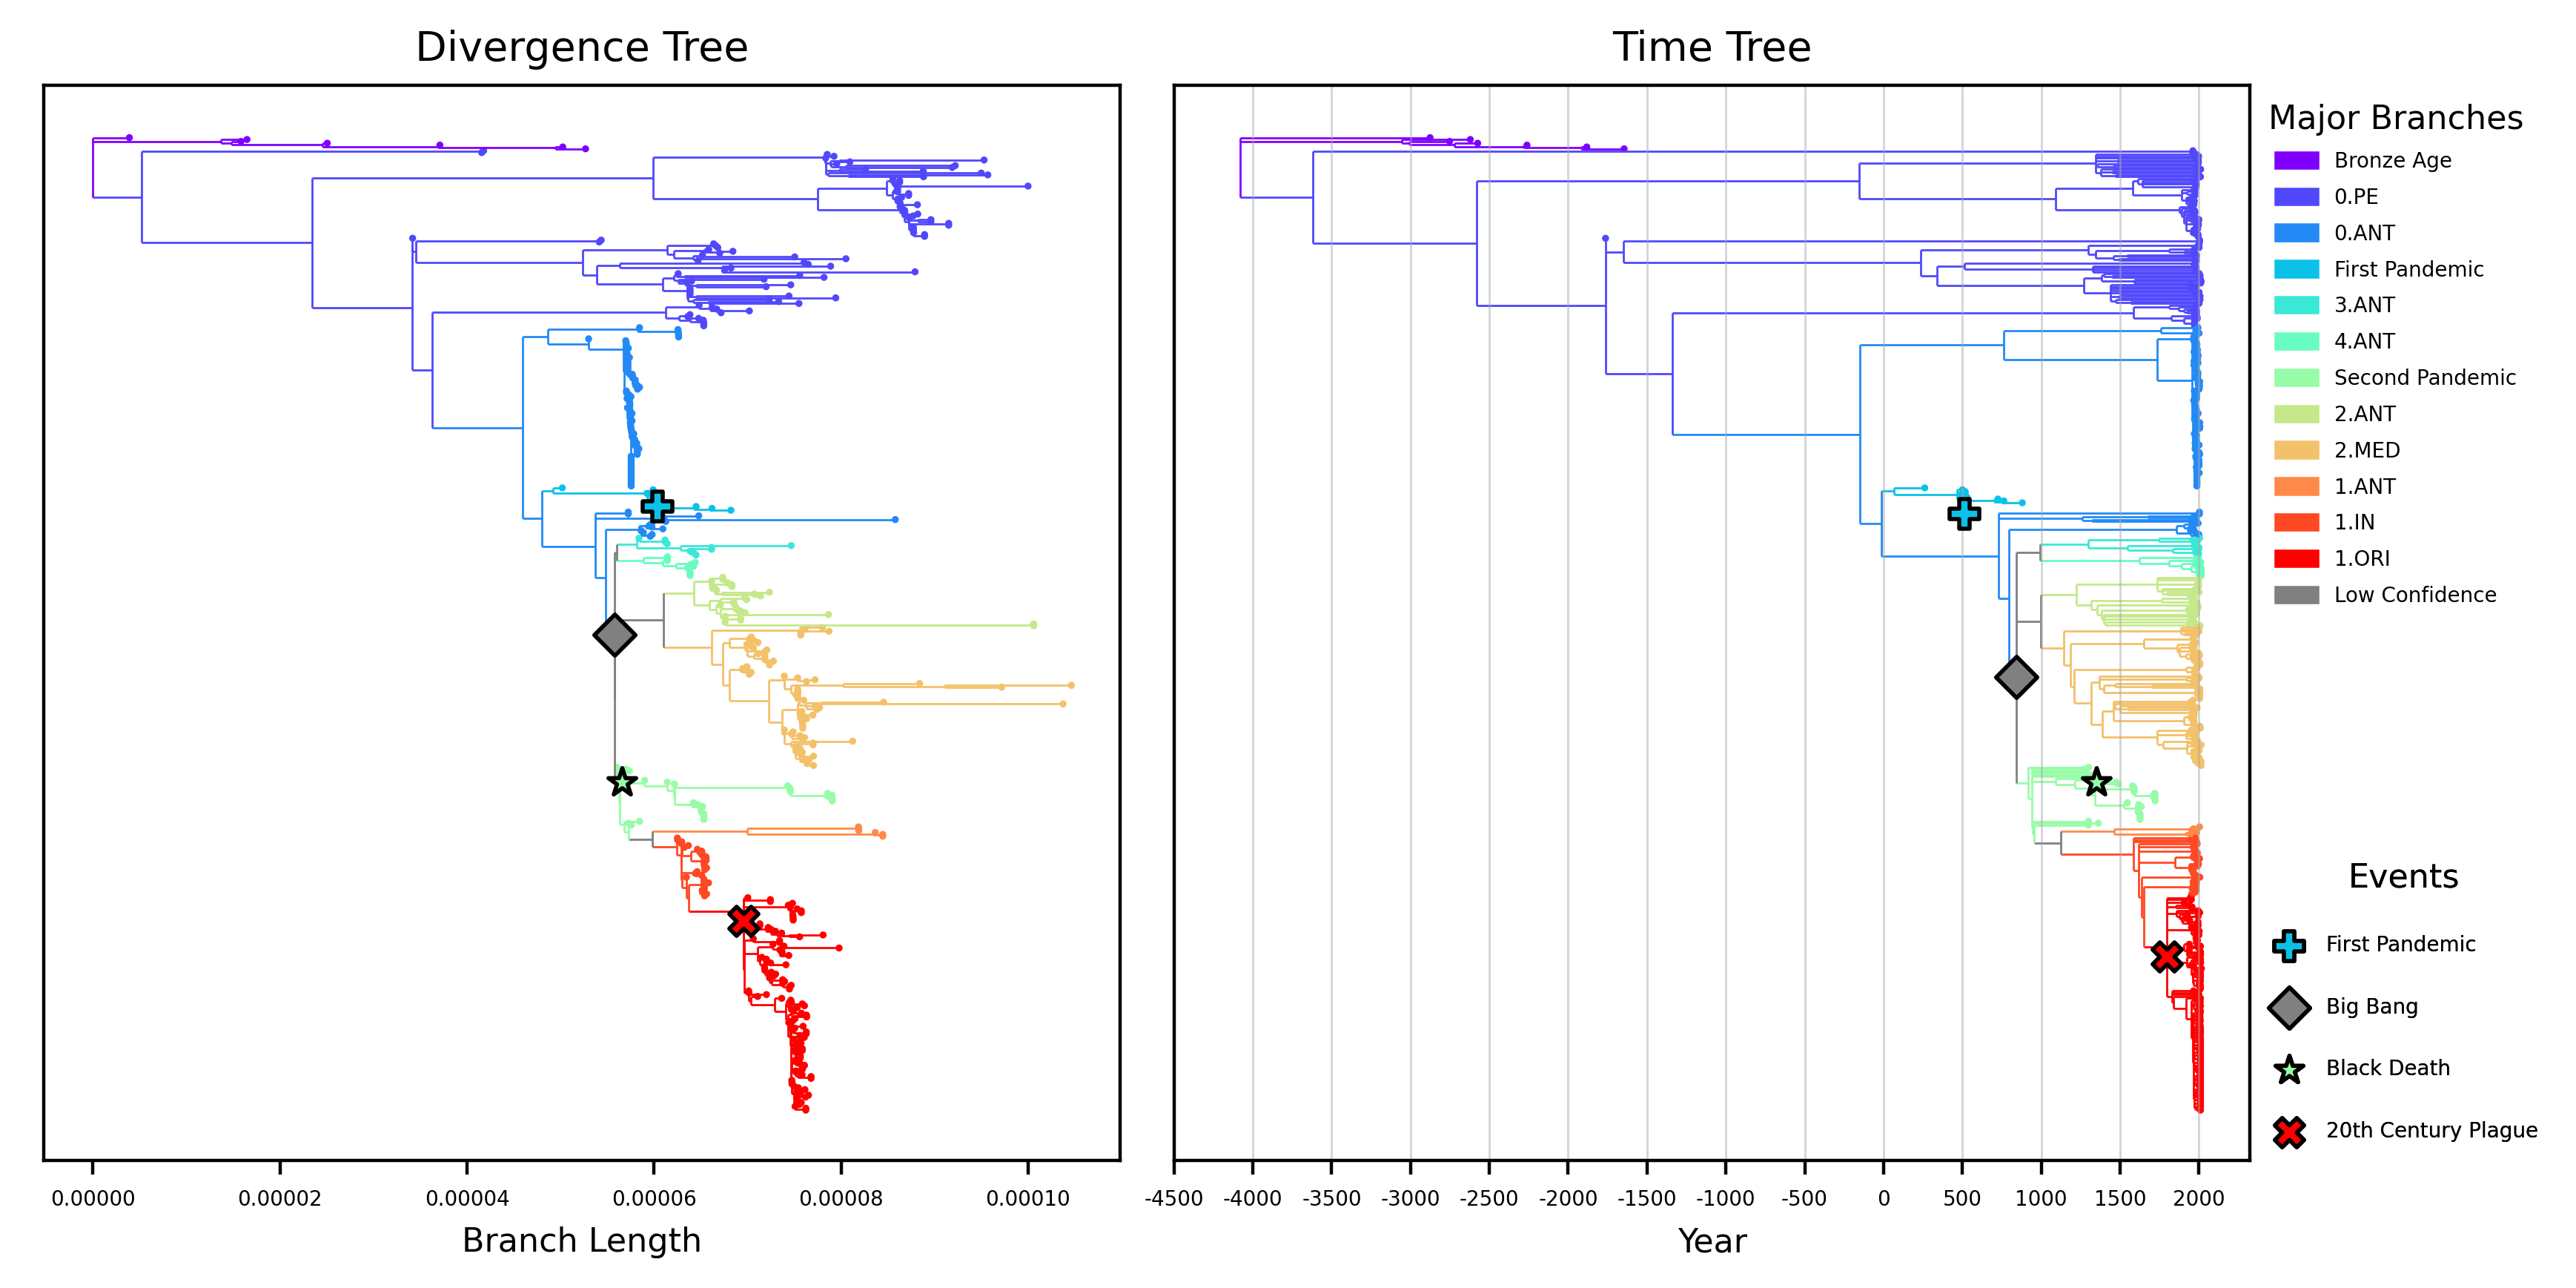 Divergence Tree
Time Tree
Major Branches
Bronze Age
0.PE
0.ANT
First Pandemic
3.ANT
4.ANT
Second Pandemic
2.ANT
2.MED
1.ANT
1.IN
1.ORI
Low Confidence
Events
First Pandemic
Big Bang
Black Death
20th Century Plague
0.00000 0.00002 0.00004 0.00006 0.00008 0.00010
Branch Length
-4500 -4000 -3500 -3000 -2500 -2000 -1500 -1000 -500 0 500 1000 1500 2000
Year